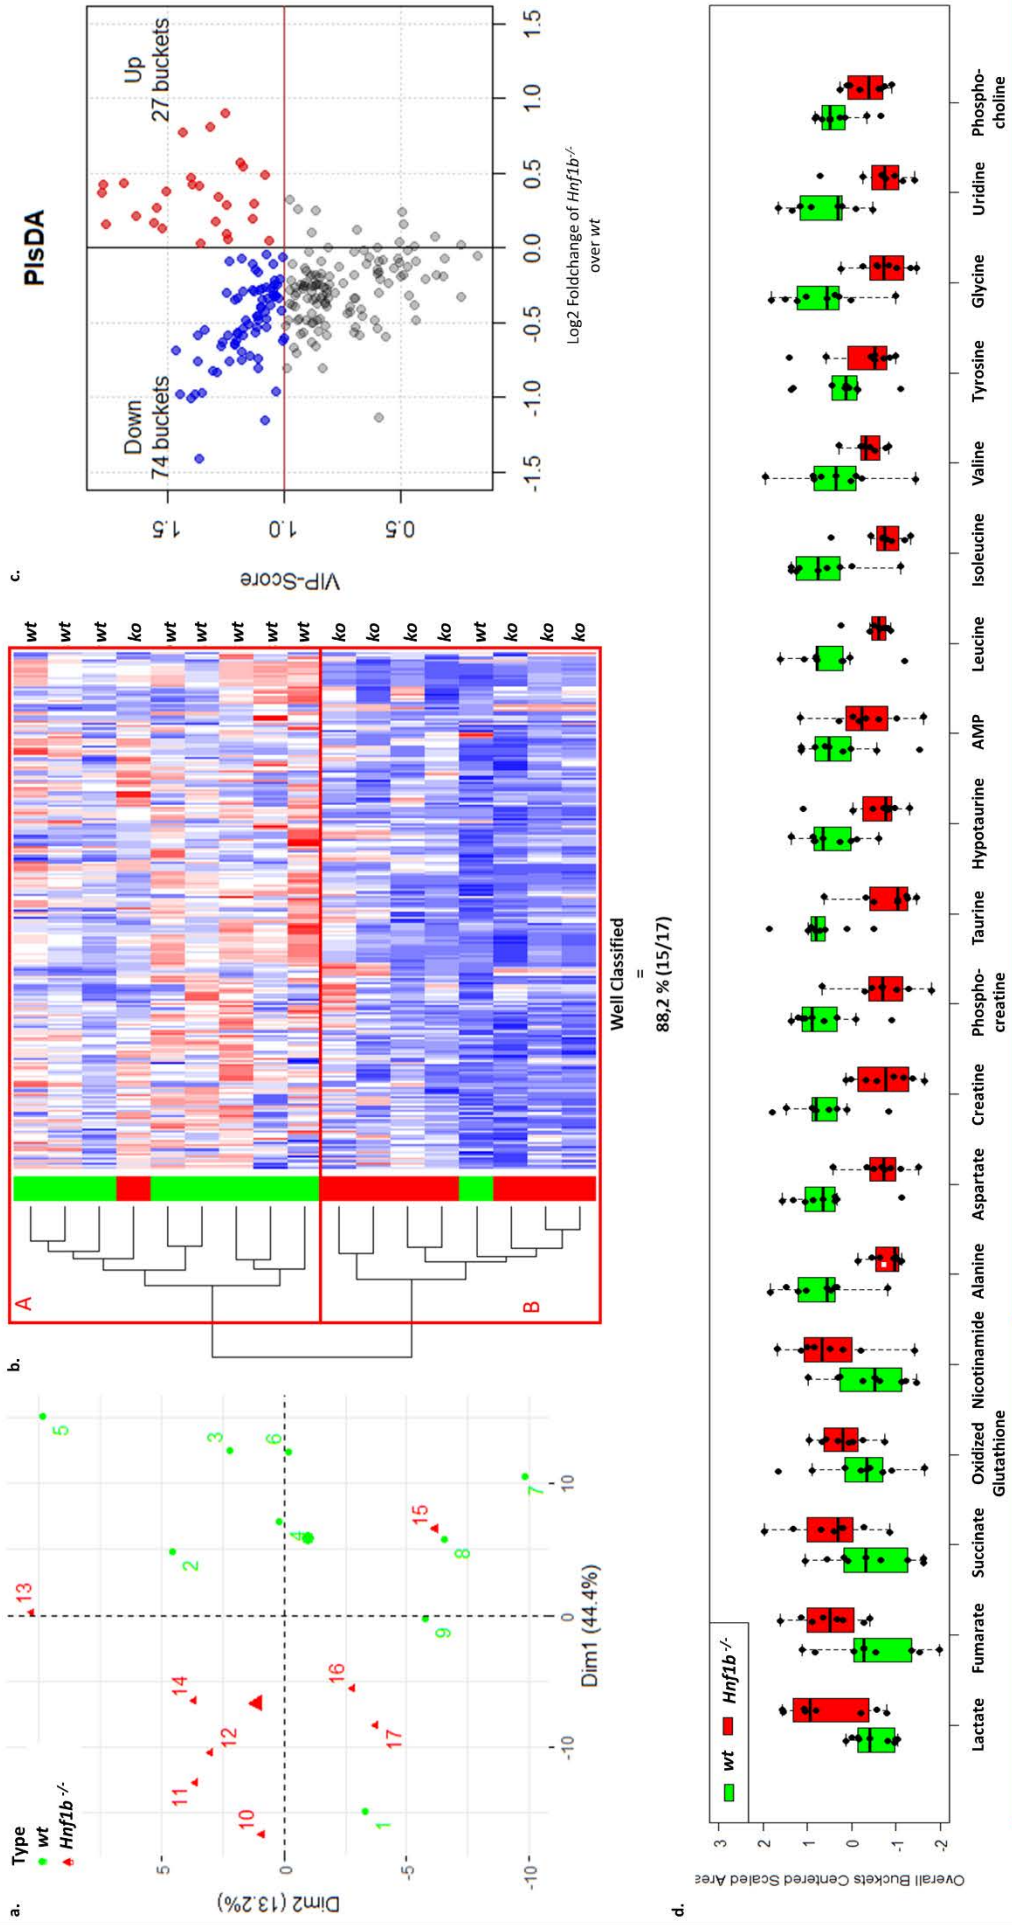 a.
Type
wt
Hnf1b -/-
5
0
-5
-10
Dim2 (13.2%)
-10
0
10
Dim1 (44.4%)
1
2
3
4
5
6
7
8
9
10
11
12
13
14
15
16
17
b.
A
B
wt
wt
wt
ko
wt
wt
wt
wt
wt
ko
ko
ko
ko
wt
ko
ko
ko
Well Classified
=
88,2 % (15/17)
c.
PlsDA
Down
74 buckets
Up
27 buckets
VIP-Score
1.5
1.0
0.5
-1.5
-1.0
-0.5
0.0
0.5
1.0
1.5
Log2 Foldchange of Hnf1b-/-
over wt
d.
wt
Hnf1b -/-
Overall Buckets Centered Scaled Area
3
2
1
0
-1
-2
Lactate
Fumarate
Succinate
Oxidized
Glutathione
Nicotinamide
Alanine
Aspartate
Creatine
Phospho-
creatine
Taurine
Hypotaurine
AMP
Leucine
Isoleucine
Valine
Tyrosine
Glycine
Uridine
Phospho-
choline